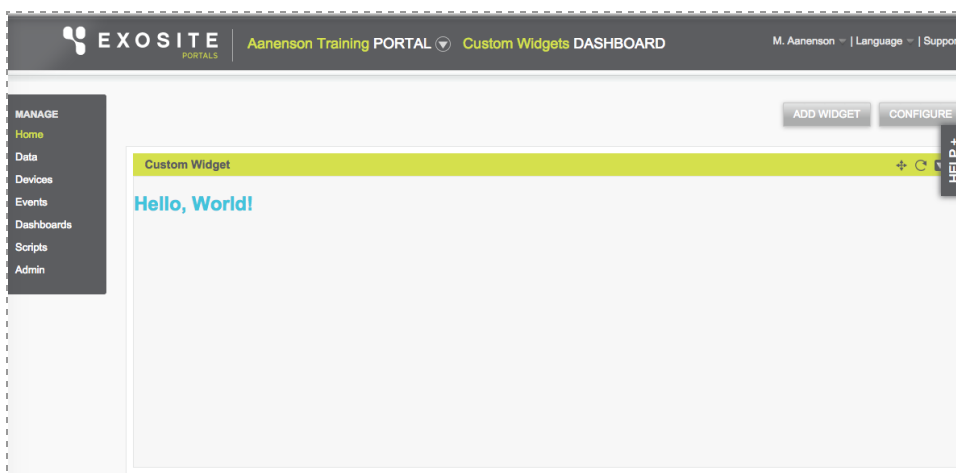 EXOSITE
PORTALS
Aanenson Training PORTAL Custom Widgets DASHBOARD
M. Aanenson | Language | Suppor
ADD WIDGET CONFIGURE
HELP +
MANAGE
Home
Data
Devices
Events
Dashboards
Scripts
Admin
Custom Widget
Hello, World!